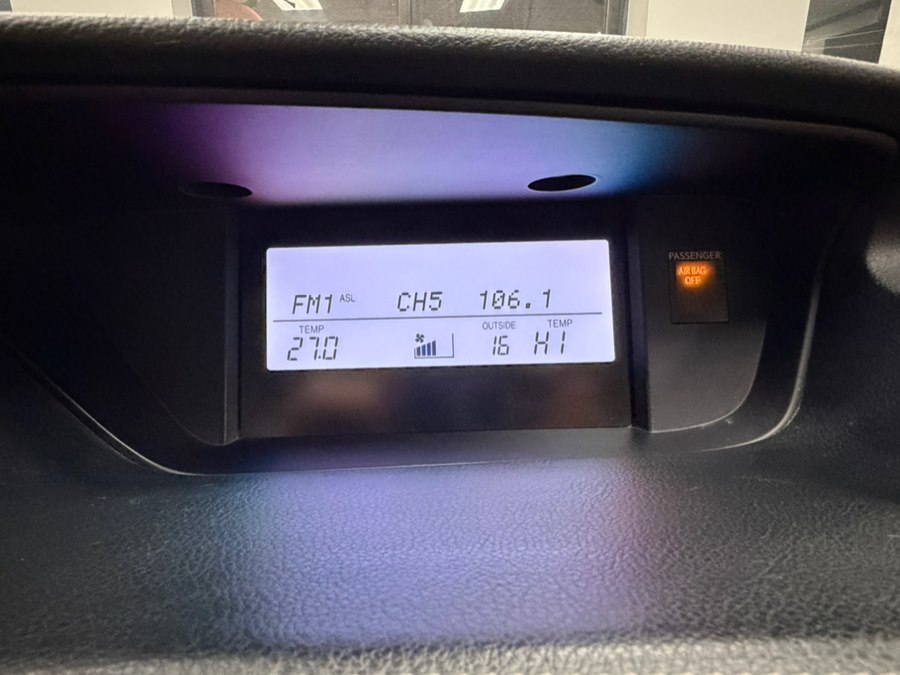 FM1 ASL CH5 106.1
TEMP OUTSIDE TEMP
27.0 16 HI
PASSENGER
AIR BAG
OFF